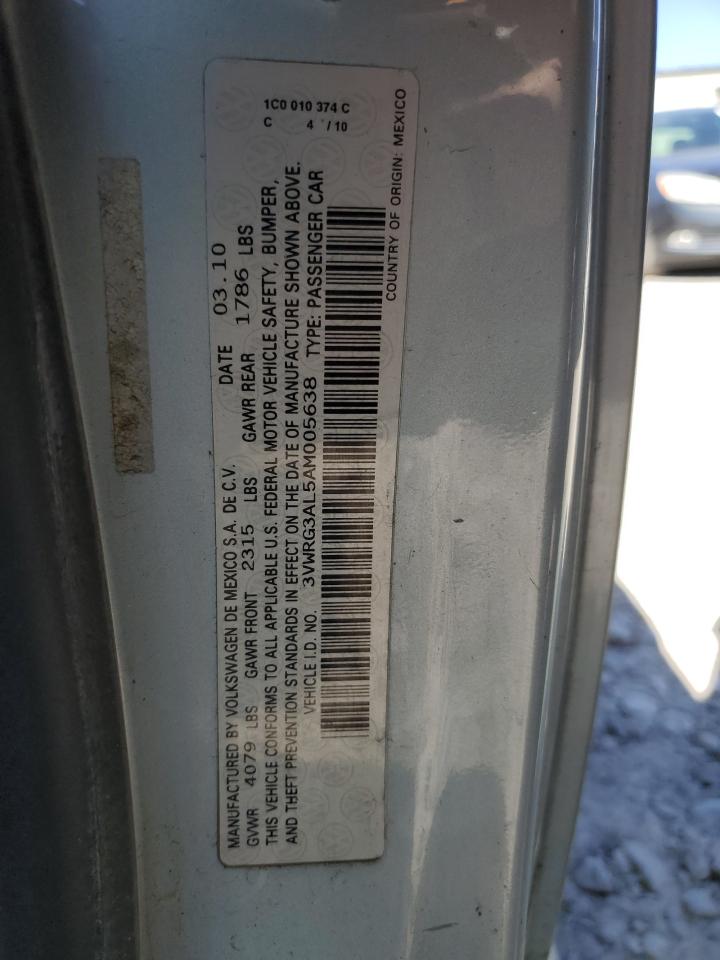 MANUFACTURED BY VOLKSWAGEN DE MEXICO S.A. DE C.V. DATE 03.10
GVWR 4079 LBS GAWR FRONT 2315 LBS GAWR REAR 1786 LBS
THIS VEHICLE CONFORMS TO ALL APPLICABLE U.S. FEDERAL MOTOR VEHICLE SAFETY, BUMPER,
AND THEFT PREVENTION STANDARDS IN EFFECT ON THE DATE OF MANUFACTURE SHOWN ABOVE.
VEHICLE I.D. NO. 3VWRG3AL5AM005638 TYPE: PASSENGER CAR
COUNTRY OF ORIGIN: MEXICO
1C0 010 374 C
C 4 /10